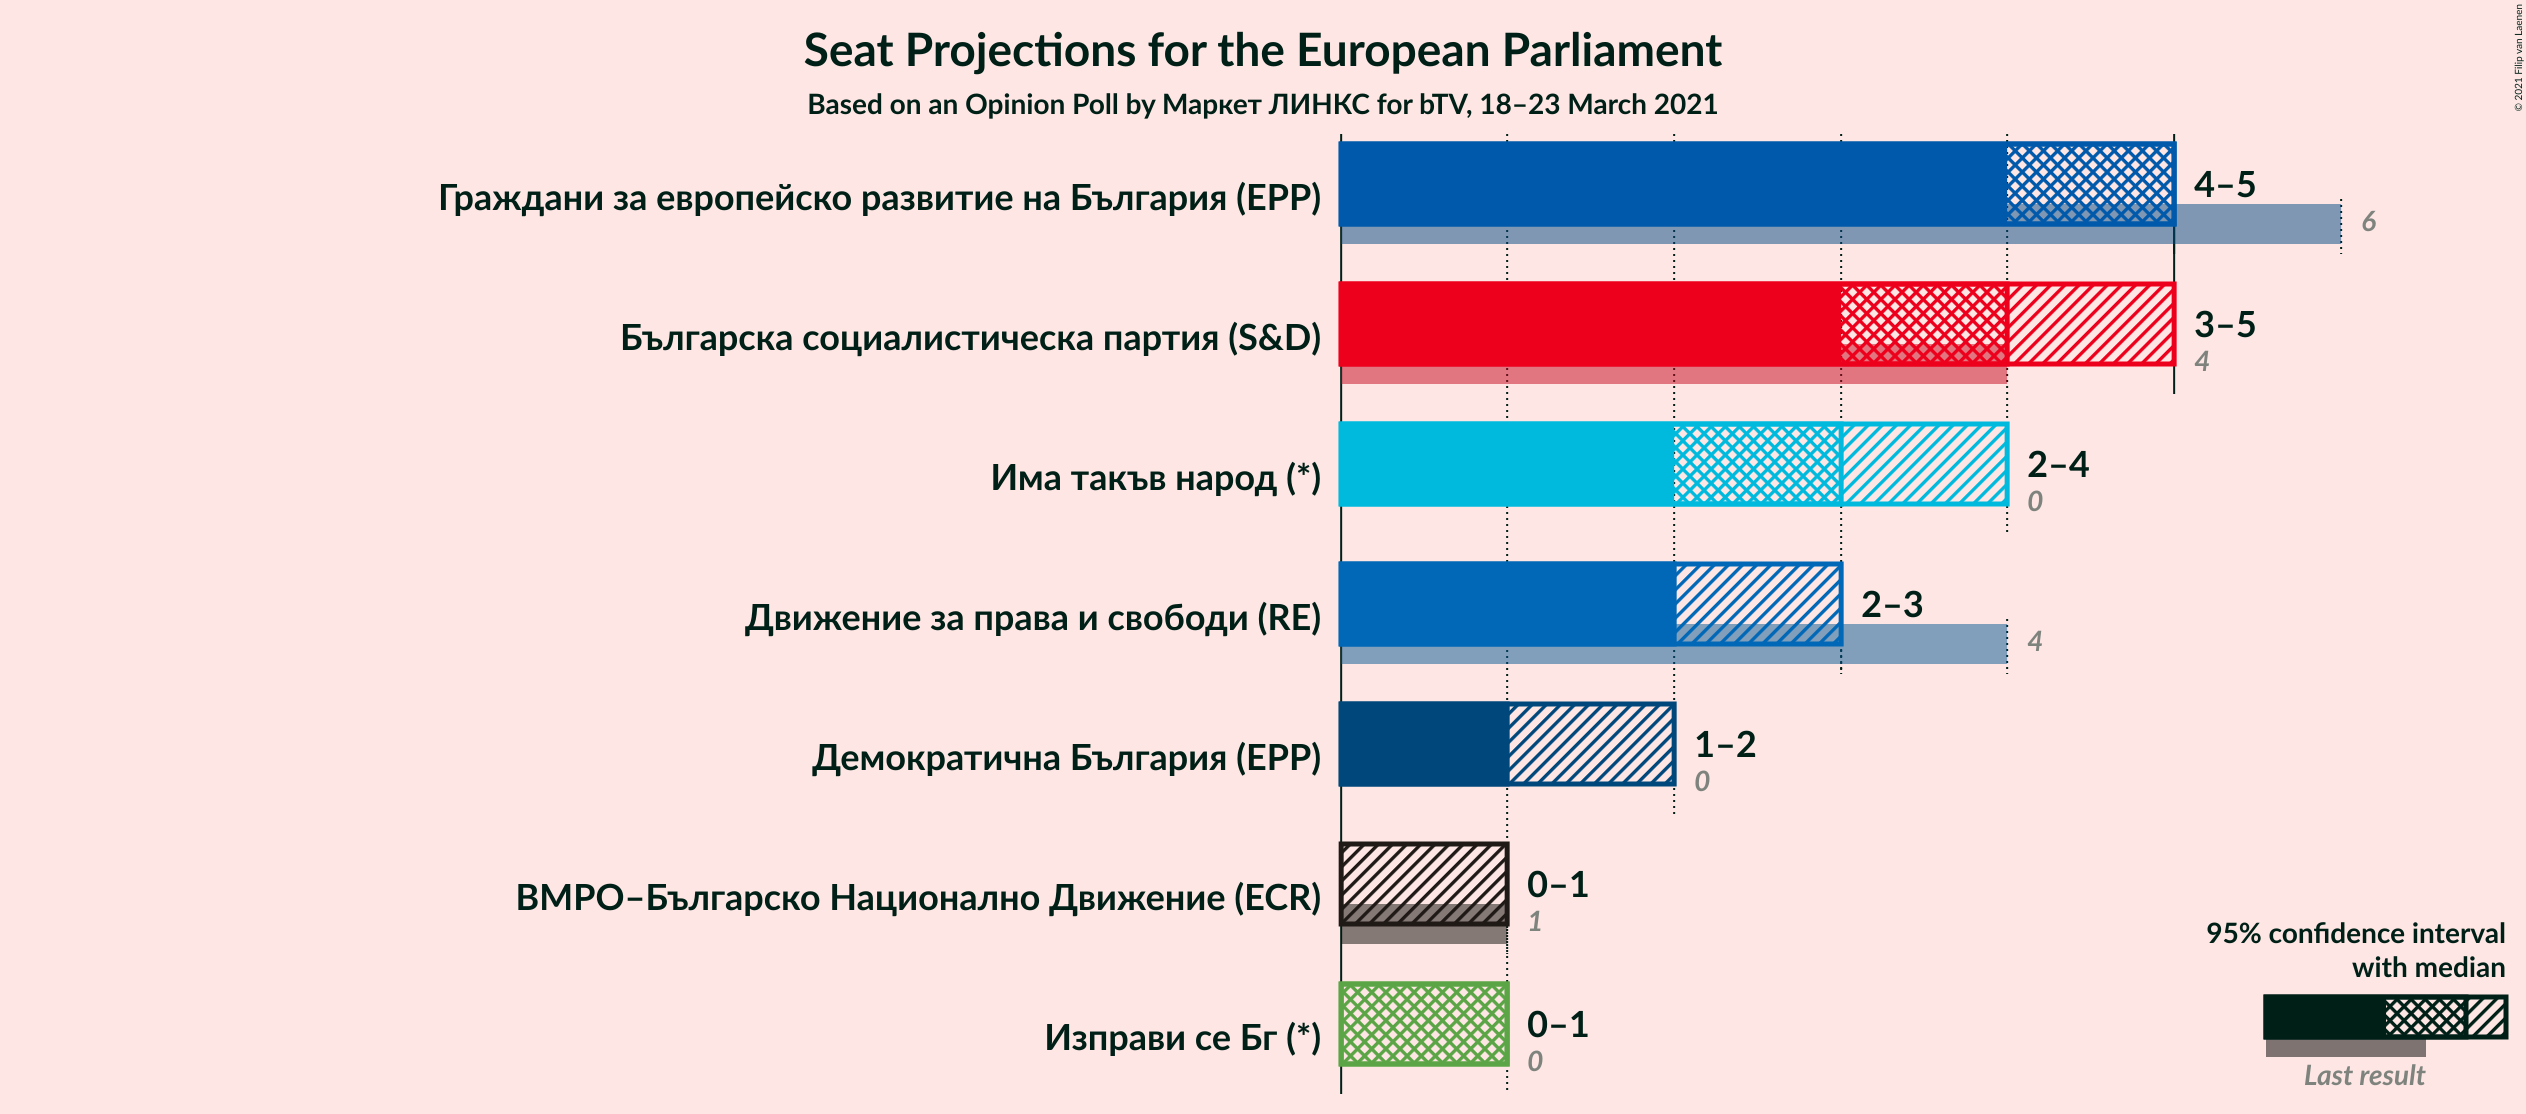 Seat Projections for the European Parliament
Based on an Opinion Poll by Маркет ЛИНКС for bTV, 18–23 March 2021
© 2021 Filip van Laenen
Граждани за европейско развитие на България (EPP)
4–5
6
Българска социалистическа партия (S&D)
3–5
4
Има такъв народ (*)
2–4
0
Движение за права и свободи (RE)
2–3
4
Демократична България (EPP)
1–2
0
ВМРО–Българско Национално Движение (ECR)
0–1
1
Изправи се Бг (*)
0–1
0
95% confidence interval
with median
Last result